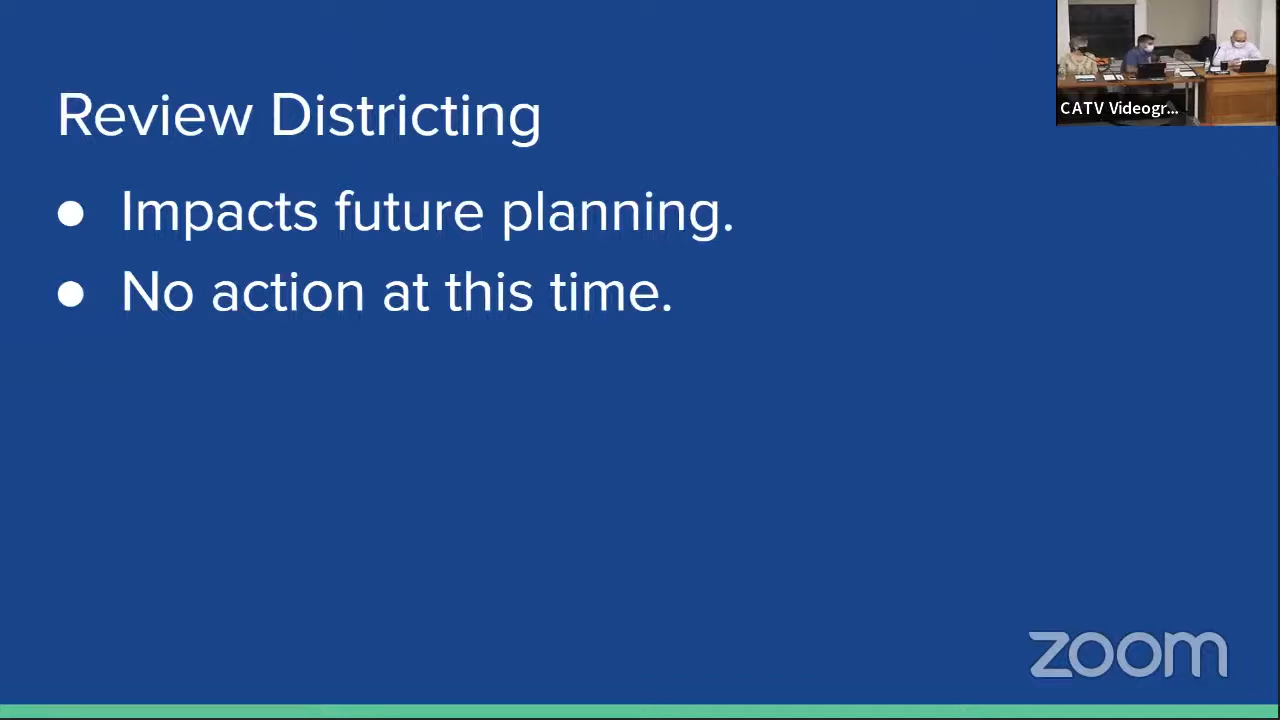 Review Districting
● Impacts future planning.
● No action at this time.
CATV Videogr...
zoom